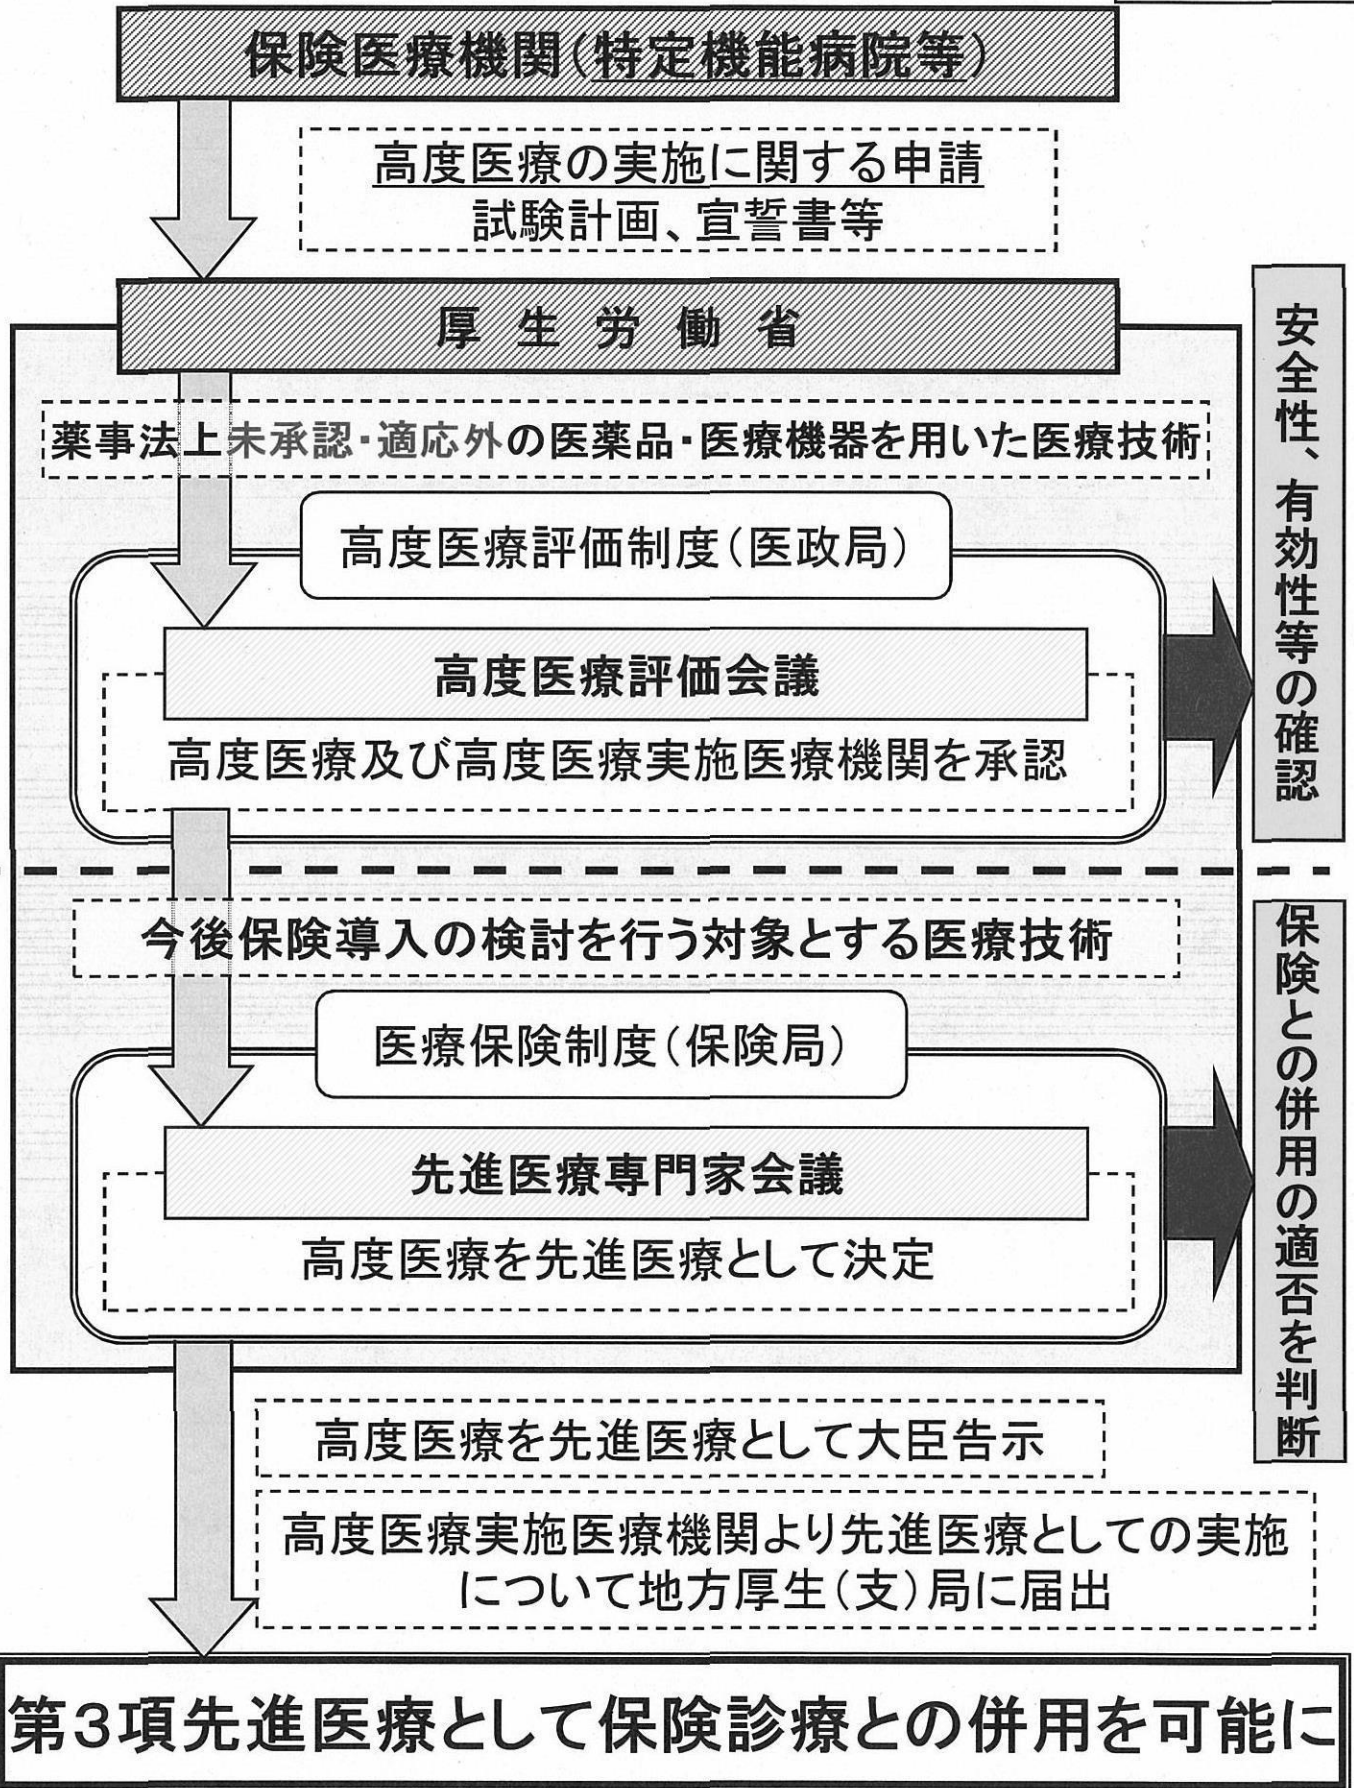 保険医療機関(特定機能病院等)
高度医療の実施に関する申請
試験計画、宣誓書等
厚生労働省
薬事法上未承認・適応外の医薬品・医療機器を用いた医療技術
高度医療評価制度(医政局)
高度医療評価会議
高度医療及び高度医療実施医療機関を承認
安全性、有効性等の確認
今後保険導入の検討を行う対象とする医療技術
医療保険制度(保険局)
先進医療専門家会議
高度医療を先進医療として決定
保険との併用の適否を判断
高度医療を先進医療として大臣告示
高度医療実施医療機関より先進医療としての実施
について地方厚生(支)局に届出
第3項先進医療として保険診療との併用を可能に